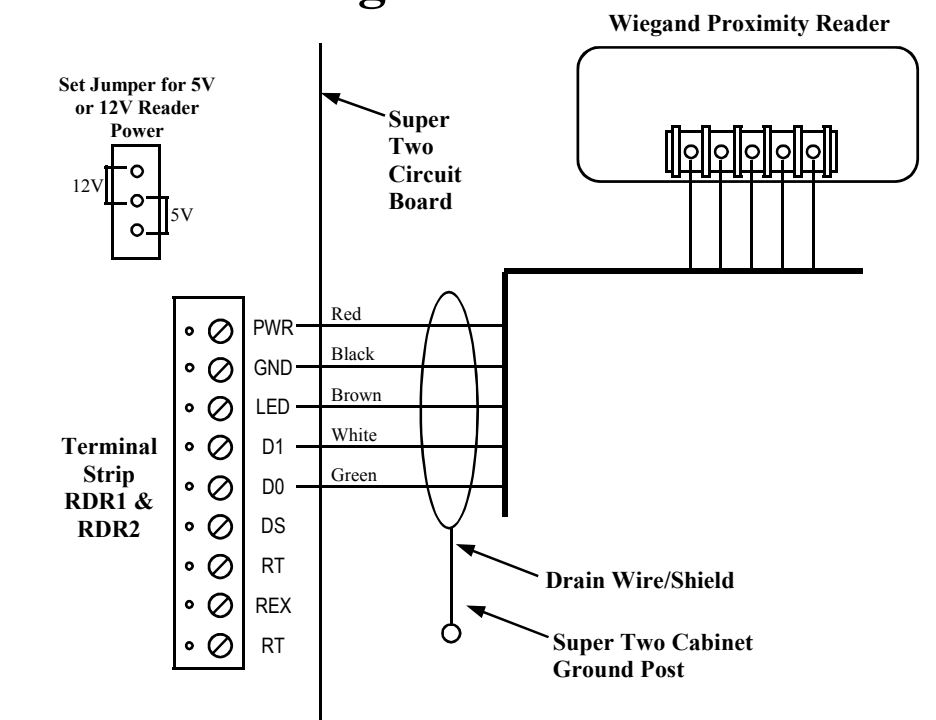 Wiegand Proximity Reader
Set Jumper for 5V
or 12V Reader
Power
12V
5V
Super
Two
Circuit
Board
PWR
Red
GND
Black
LED
Brown
D1
White
D0
Green
DS
RT
REX
RT
Terminal
Strip
RDR1 &
RDR2
Drain Wire/Shield
Super Two Cabinet
Ground Post